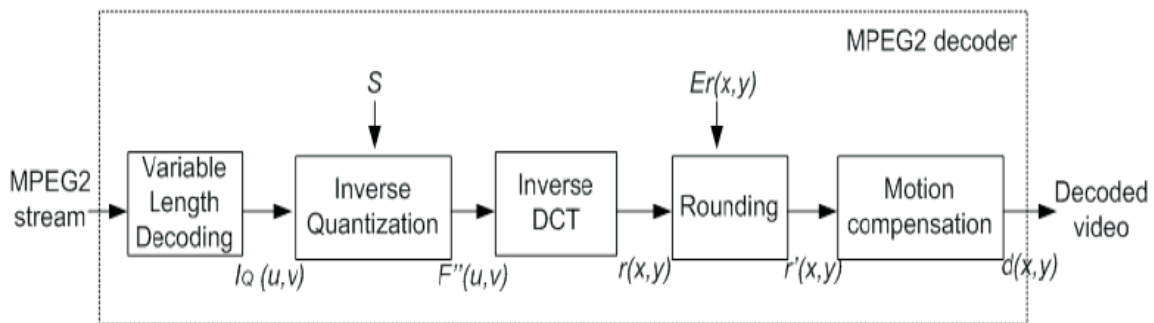 MPEG2 decoder
S
Er(x,y)
MPEG2
stream
Variable
Length
Decoding
Inverse
Quantization
Inverse
DCT
Rounding
Motion
compensation
Decoded
video
IQ (u,v)
F''(u,v)
r(x,y)
r'(x,y)
d(x,y)